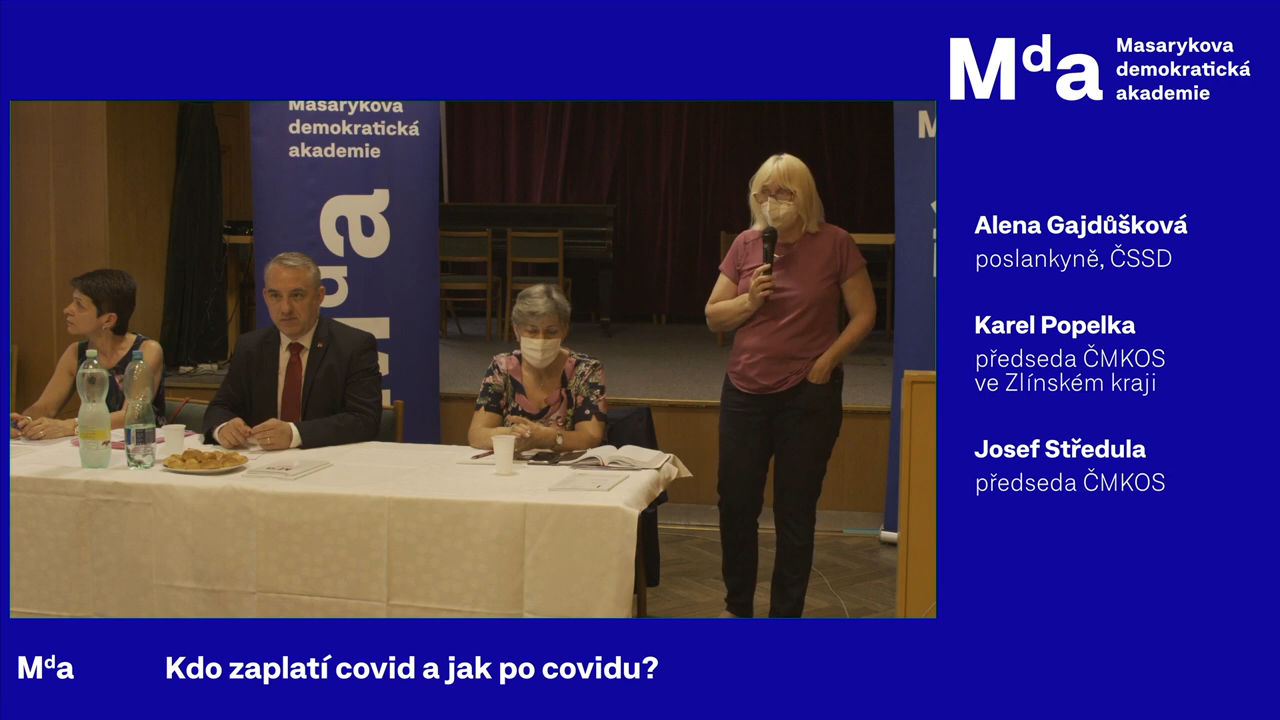 Mda
Masarykova
demokratická
akademie
Masarykova
demokratická
akademie
Mda
M
Alena Gajdůšková
poslankyně, ČSSD
Karel Popelka
předseda ČMKOS
ve Zlínském kraji
Josef Středula
předseda ČMKOS
Mda
Kdo zaplatí covid a jak po covidu?